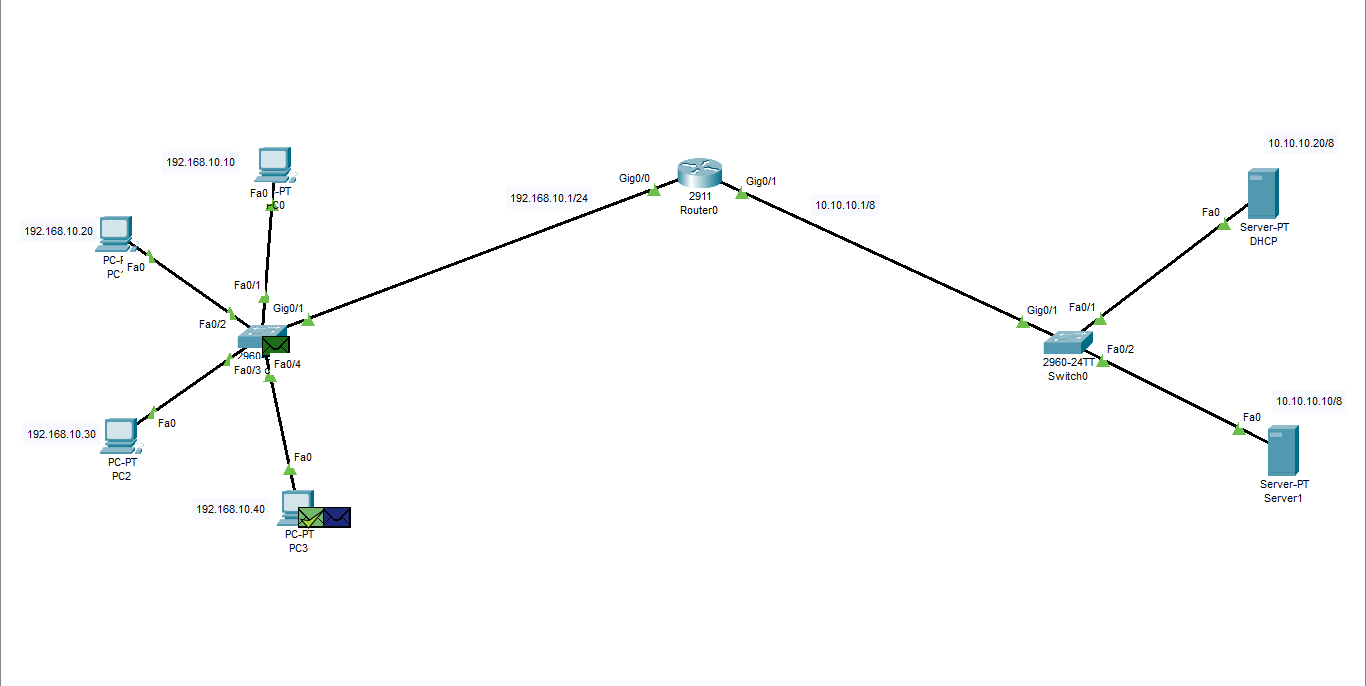 192.168.10.10
Fa0
-PT
C0
192.168.10.20
PC-
PC
Fa0
Fa0/1
Gig0/1
Fa0/2
2960
Fa0/3
Fa0/4
Fa0
192.168.10.30
PC-PT
PC2
Fa0
192.168.10.40
PC-PT
PC3
192.168.10.1/24
Gig0/0
2911
Router0
Gig0/1
10.10.10.1/8
Gig0/1
Fa0/1
2960-24TT
Switch0
Fa0/2
10.10.10.20/8
Fa0
Server-PT
DHCP
10.10.10.10/8
Fa0
Server-PT
Server1